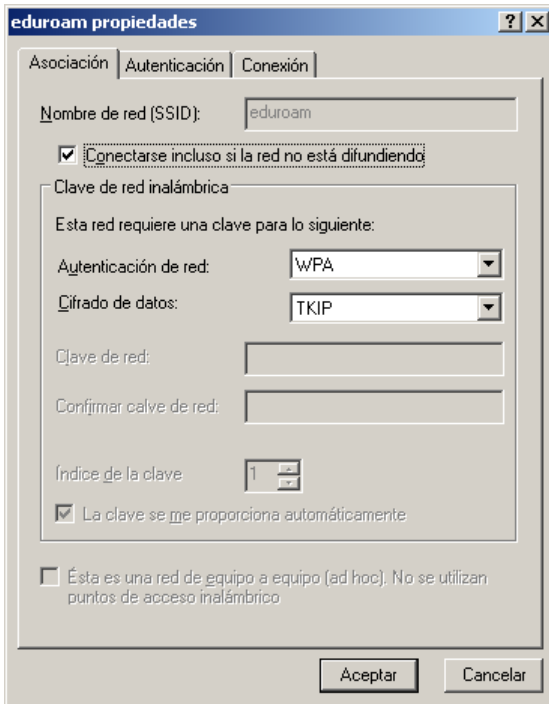 eduroam propiedades
Asociación Autenticación Conexión
Nombre de red (SSID): eduroam
Conectarse incluso si la red no está difundiendo
Clave de red inalámbrica
Esta red requiere una clave para lo siguiente:
Autenticación de red: WPA
Cifrado de datos: TKIP
Clave de red:
Confirmar calve de red:
Índice de la clave 1
La clave se me proporciona automáticamente
Ésta es una red de equipo a equipo (ad hoc). No se utilizan
puntos de acceso inalámbrico
Aceptar Cancelar